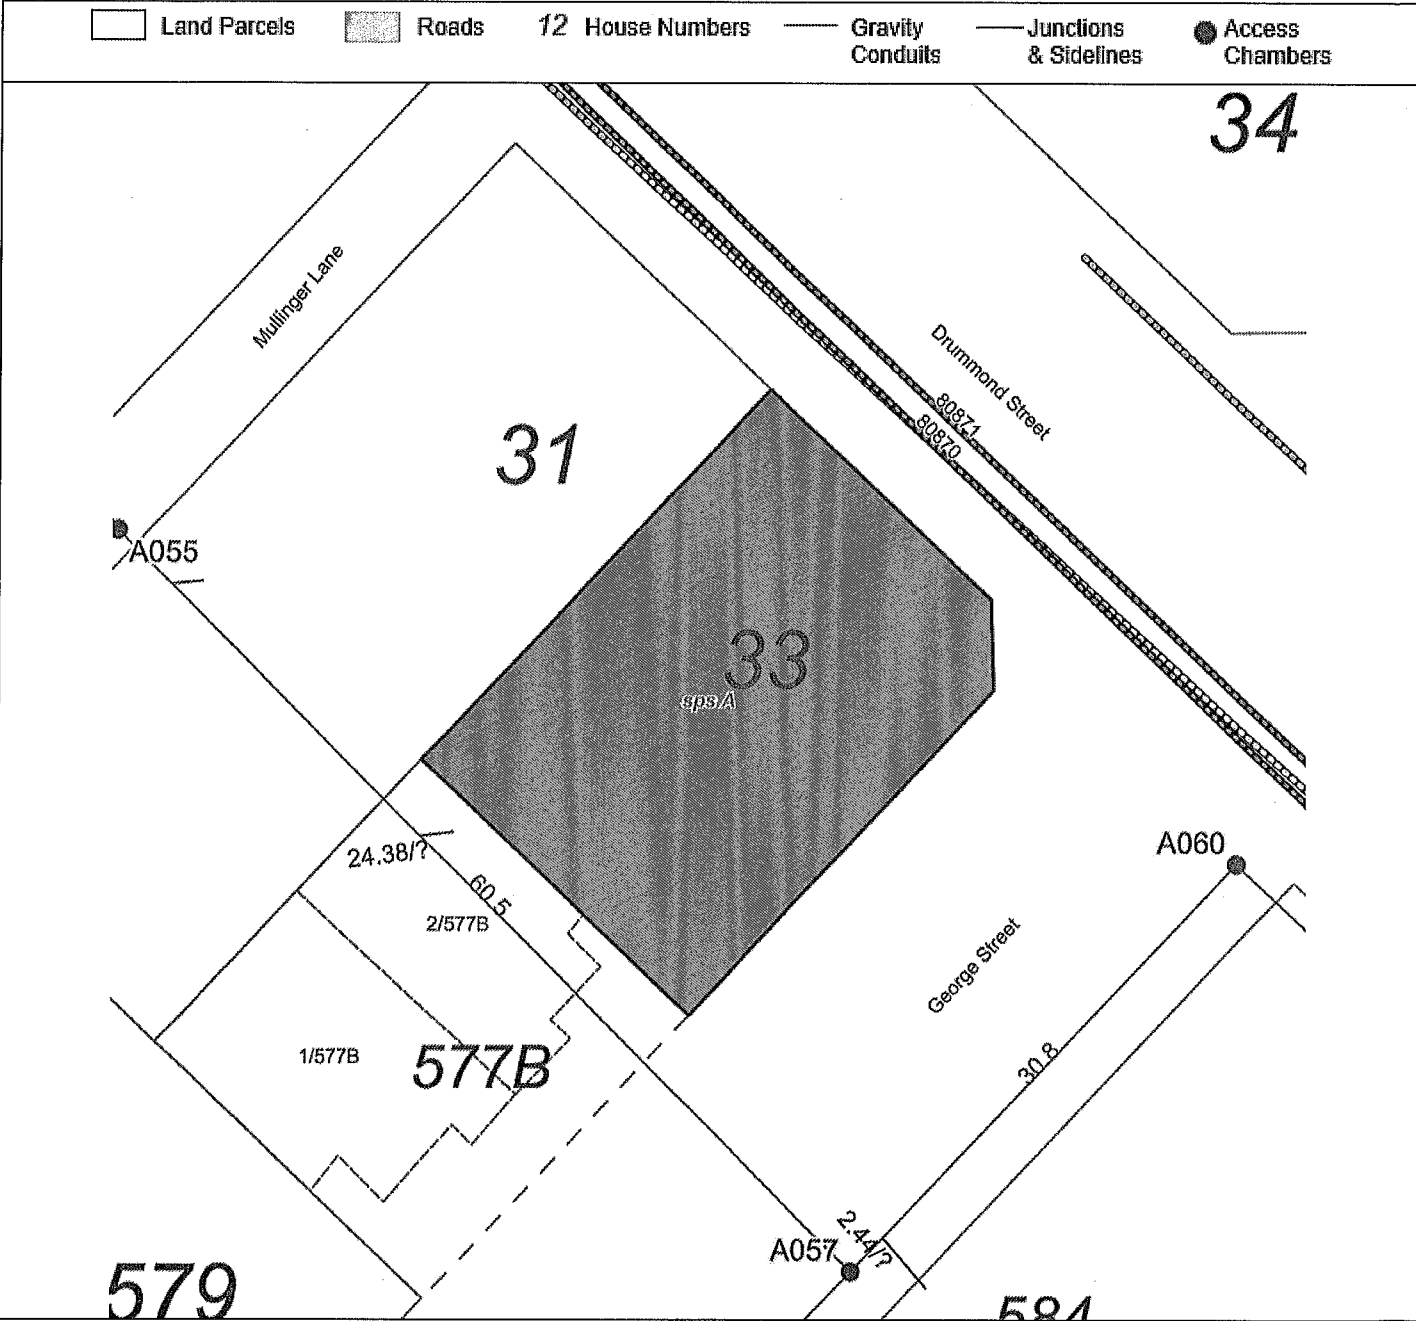 Land Parcels
Roads
12 House Numbers
Gravity
Conduits
Junctions
& Sidelines
Access
Chambers
34
Mullinger Lane
Drummond Street
80871
80870
31
A055
33
sps A
A060
24.38/?
60.5
2/577B
George Street
1/577B
577B
30.8
2.44/?
A057
579
584